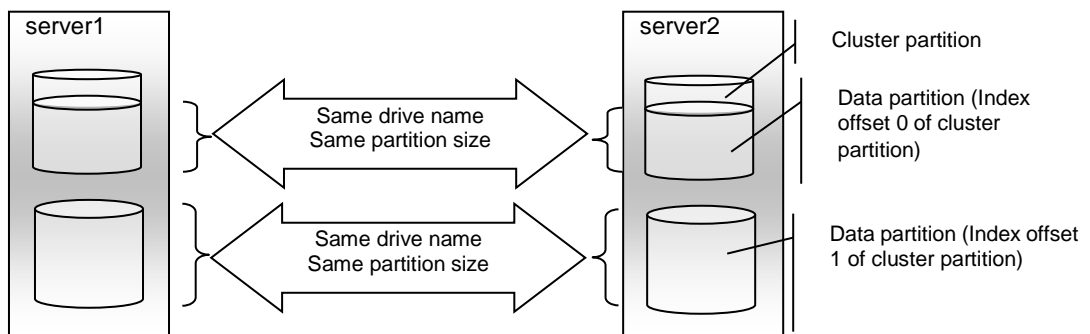 server1
server2
Cluster partition
Same drive name
Same partition size
Data partition (Index
offset 0 of cluster
partition)
Same drive name
Same partition size
Data partition (Index offset
1 of cluster partition)